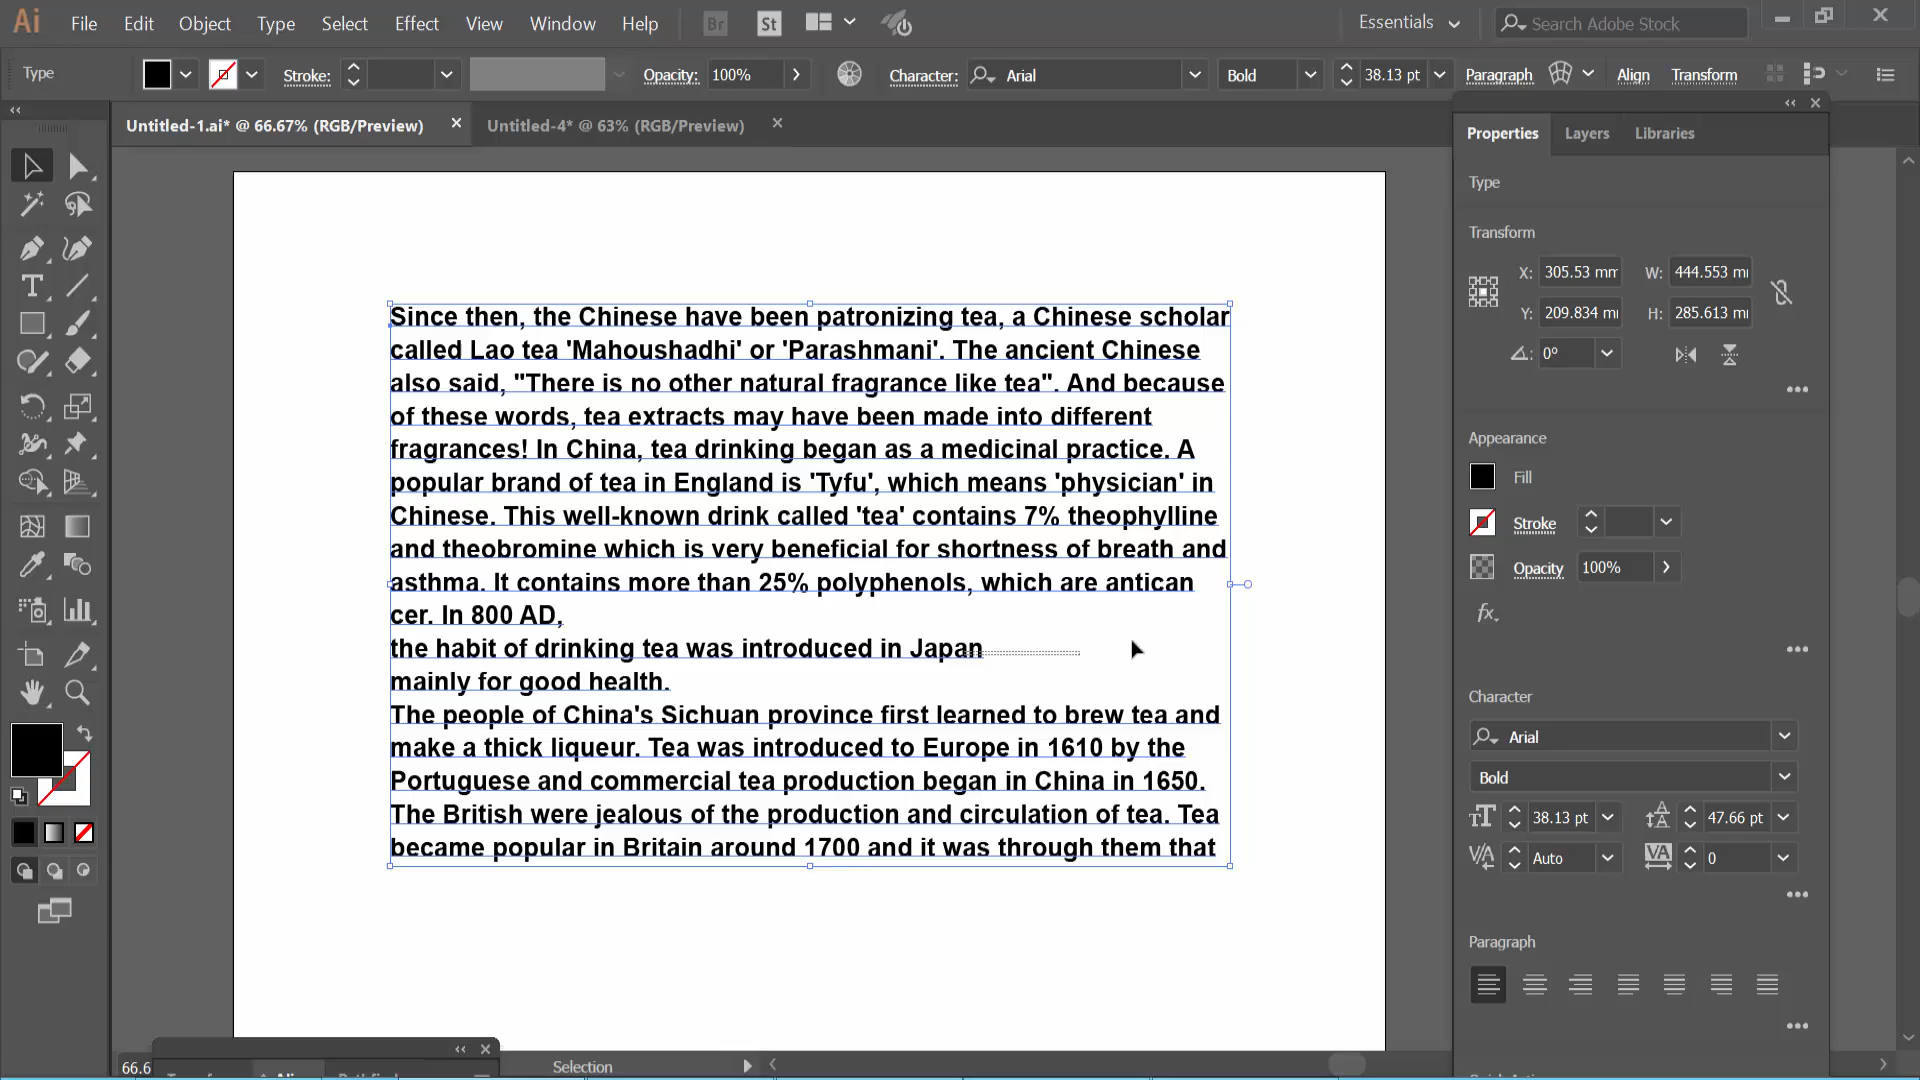 Ai File Edit Object Type Select Effect View Window Help Br St Essentials Search Adobe Stock
Type Stroke: Opacity: 100% Character: Arial Bold 38.13 pt Paragraph Align Transform
Untitled-1.ai* @ 66.67% (RGB/Preview) Untitled-4* @ 63% (RGB/Preview)
Since then, the Chinese have been patronizing tea, a Chinese scholar
called Lao tea 'Mahoushadhi' or 'Parashmani'. The ancient Chinese
also said, "There is no other natural fragrance like tea". And because
of these words, tea extracts may have been made into different
fragrances! In China, tea drinking began as a medicinal practice. A
popular brand of tea in England is 'Tyfu', which means 'physician' in
Chinese. This well-known drink called 'tea' contains 7% theophylline
and theobromine which is very beneficial for shortness of breath and
asthma. It contains more than 25% polyphenols, which are antican
cer. In 800 AD,
the habit of drinking tea was introduced in Japan
mainly for good health.
The people of China's Sichuan province first learned to brew tea and
make a thick liqueur. Tea was introduced to Europe in 1610 by the
Portuguese and commercial tea production began in China in 1650.
The British were jealous of the production and circulation of tea. Tea
became popular in Britain around 1700 and it was through them that
Properties Layers Libraries
Type
Transform
X: 305.53 mm W: 444.553 m
Y: 209.834 m H: 285.613 m
0°
Appearance
Fill
Stroke
Opacity 100%
fx.
Character
Arial
Bold
38.13 pt 47.66 pt
Auto 0
Paragraph
66.6 Selection